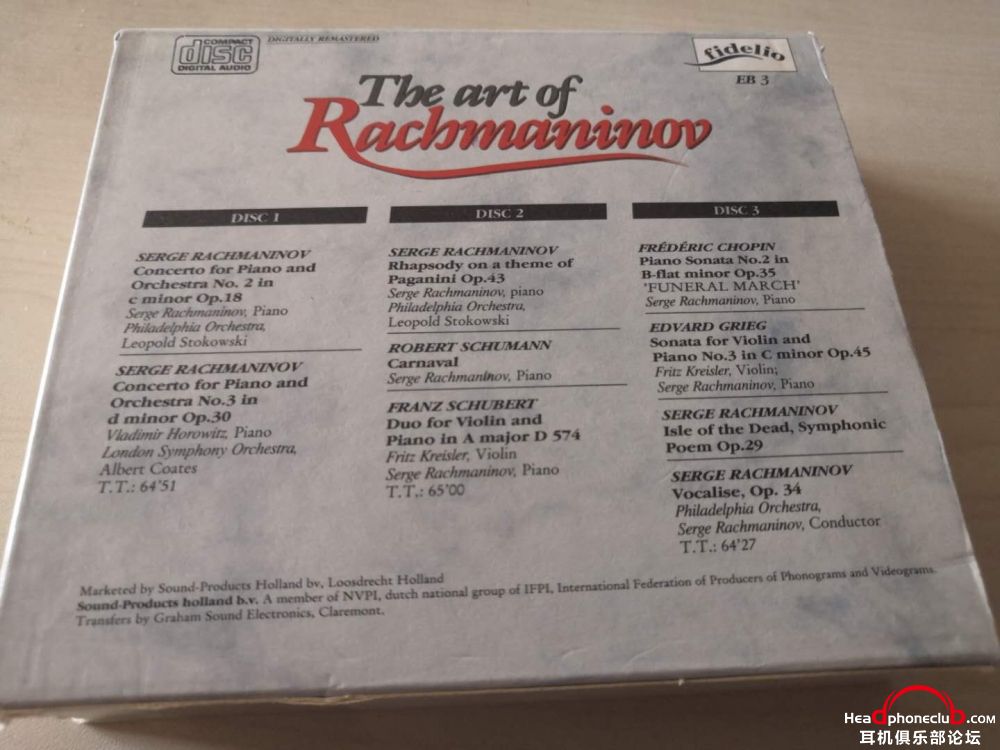 COMPACT
disc
DIGITAL AUDIO
DIGITALLY REMASTERED
fidelio
EB 3
The art of
Rachmaninov
DISC 1
SERGE RACHMANINOV
Concerto for Piano and
Orchestra No. 2 in
c minor Op.18
Serge Rachmaninov, Piano
Philadelphia Orchestra,
Leopold Stokowski
SERGE RACHMANINOV
Concerto for Piano and
Orchestra No.3 in
d minor Op.30
Vladimir Horowitz, Piano
London Symphony Orchestra,
Albert Coates
T.T.: 64'51
DISC 2
SERGE RACHMANINOV
Rhapsody on a theme of
Paganini Op.43
Serge Rachmaninov, piano
Philadelphia Orchestra,
Leopold Stokowski
ROBERT SCHUMANN
Carnaval
Serge Rachmaninov, Piano
FRANZ SCHUBERT
Duo for Violin and
Piano in A major D 574
Fritz Kreisler, Violin
Serge Rachmaninov, Piano
T.T.: 65'00
DISC 3
FRÉDÉRIC CHOPIN
Piano Sonata No.2 in
B-flat minor Op.35
'FUNERAL MARCH'
Serge Rachmaninov, Piano
EDVARD GRIEG
Sonata for Violin and
Piano No.3 in C minor Op.45
Fritz Kreisler, Violin;
Serge Rachmaninov, Piano
SERGE RACHMANINOV
Isle of the Dead, Symphonic
Poem Op.29
SERGE RACHMANINOV
Vocalise, Op. 34
Philadelphia Orchestra,
Serge Rachmaninov, Conductor
T.T.: 64'27
Marketed by Sound-Products Holland bv, Loosdrecht Holland
Sound-Products holland b.v. A member of NVPI, dutch national group of IFPI, International Federation of Producers of Phonograms and Videograms.
Transfers by Graham Sound Electronics, Claremont.
Headphoneclub.com
耳机俱乐部论坛